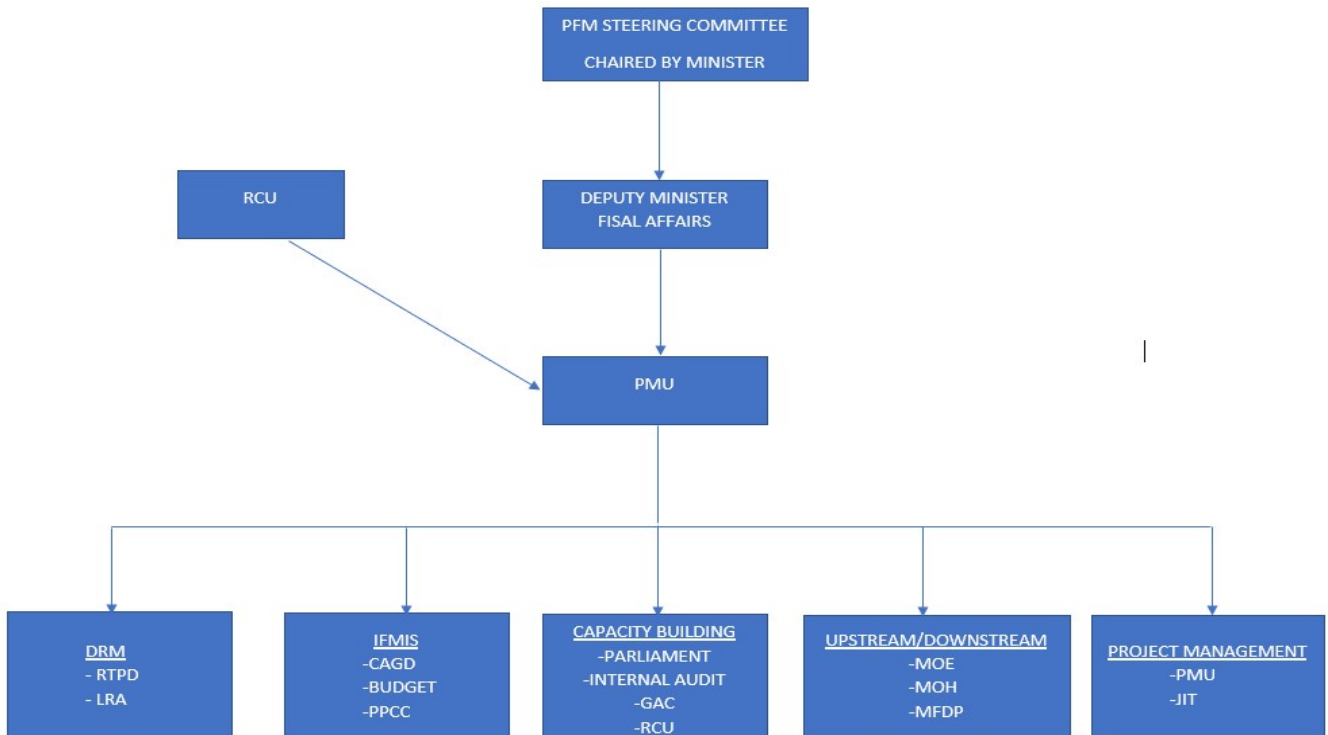 PFM STEERING COMMITTEE
CHAIRED BY MINISTER
RCU
DEPUTY MINISTER
FISAL AFFAIRS
PMU
DRM
- RTPD
- LRA
IFMIS
-CAGD
-BUDGET
-PPCC
CAPACITY BUILDING
-PARLIAMENT
-INTERNAL AUDIT
-GAC
-RCU
UPSTREAM/DOWNSTREAM
-MOE
-MOH
-MFDP
PROJECT MANAGEMENT
-PMU
-JIT